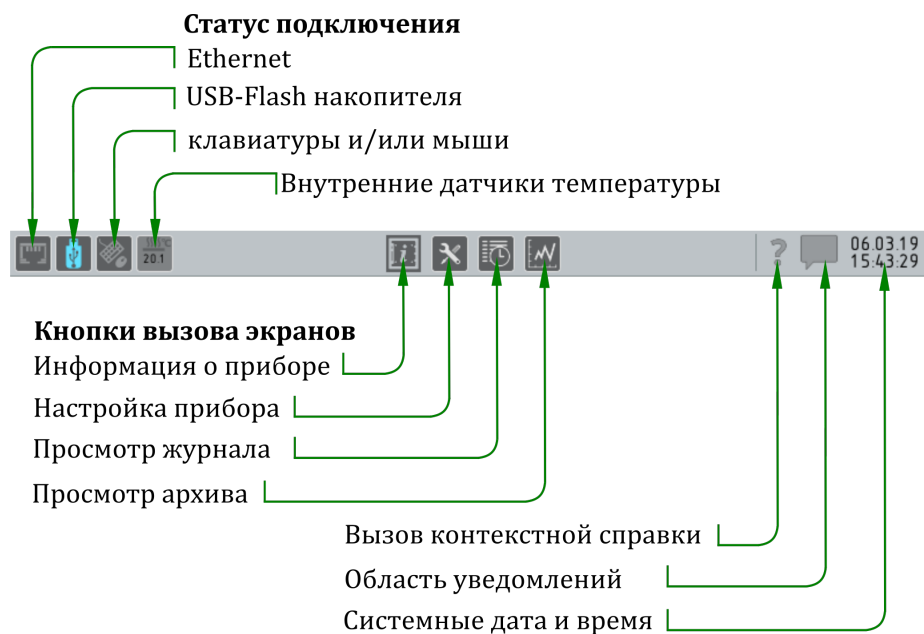 Статус подключения
Ethernet
USB-Flash накопителя
клавиатуры и/или мыши
Внутренние датчики температуры
20.1
06.03.19
15:43:29
Кнопки вызова экранов
Информация о приборе
Настройка прибора
Просмотр журнала
Просмотр архива
Вызов контекстной справки
Область уведомлений
Системные дата и время